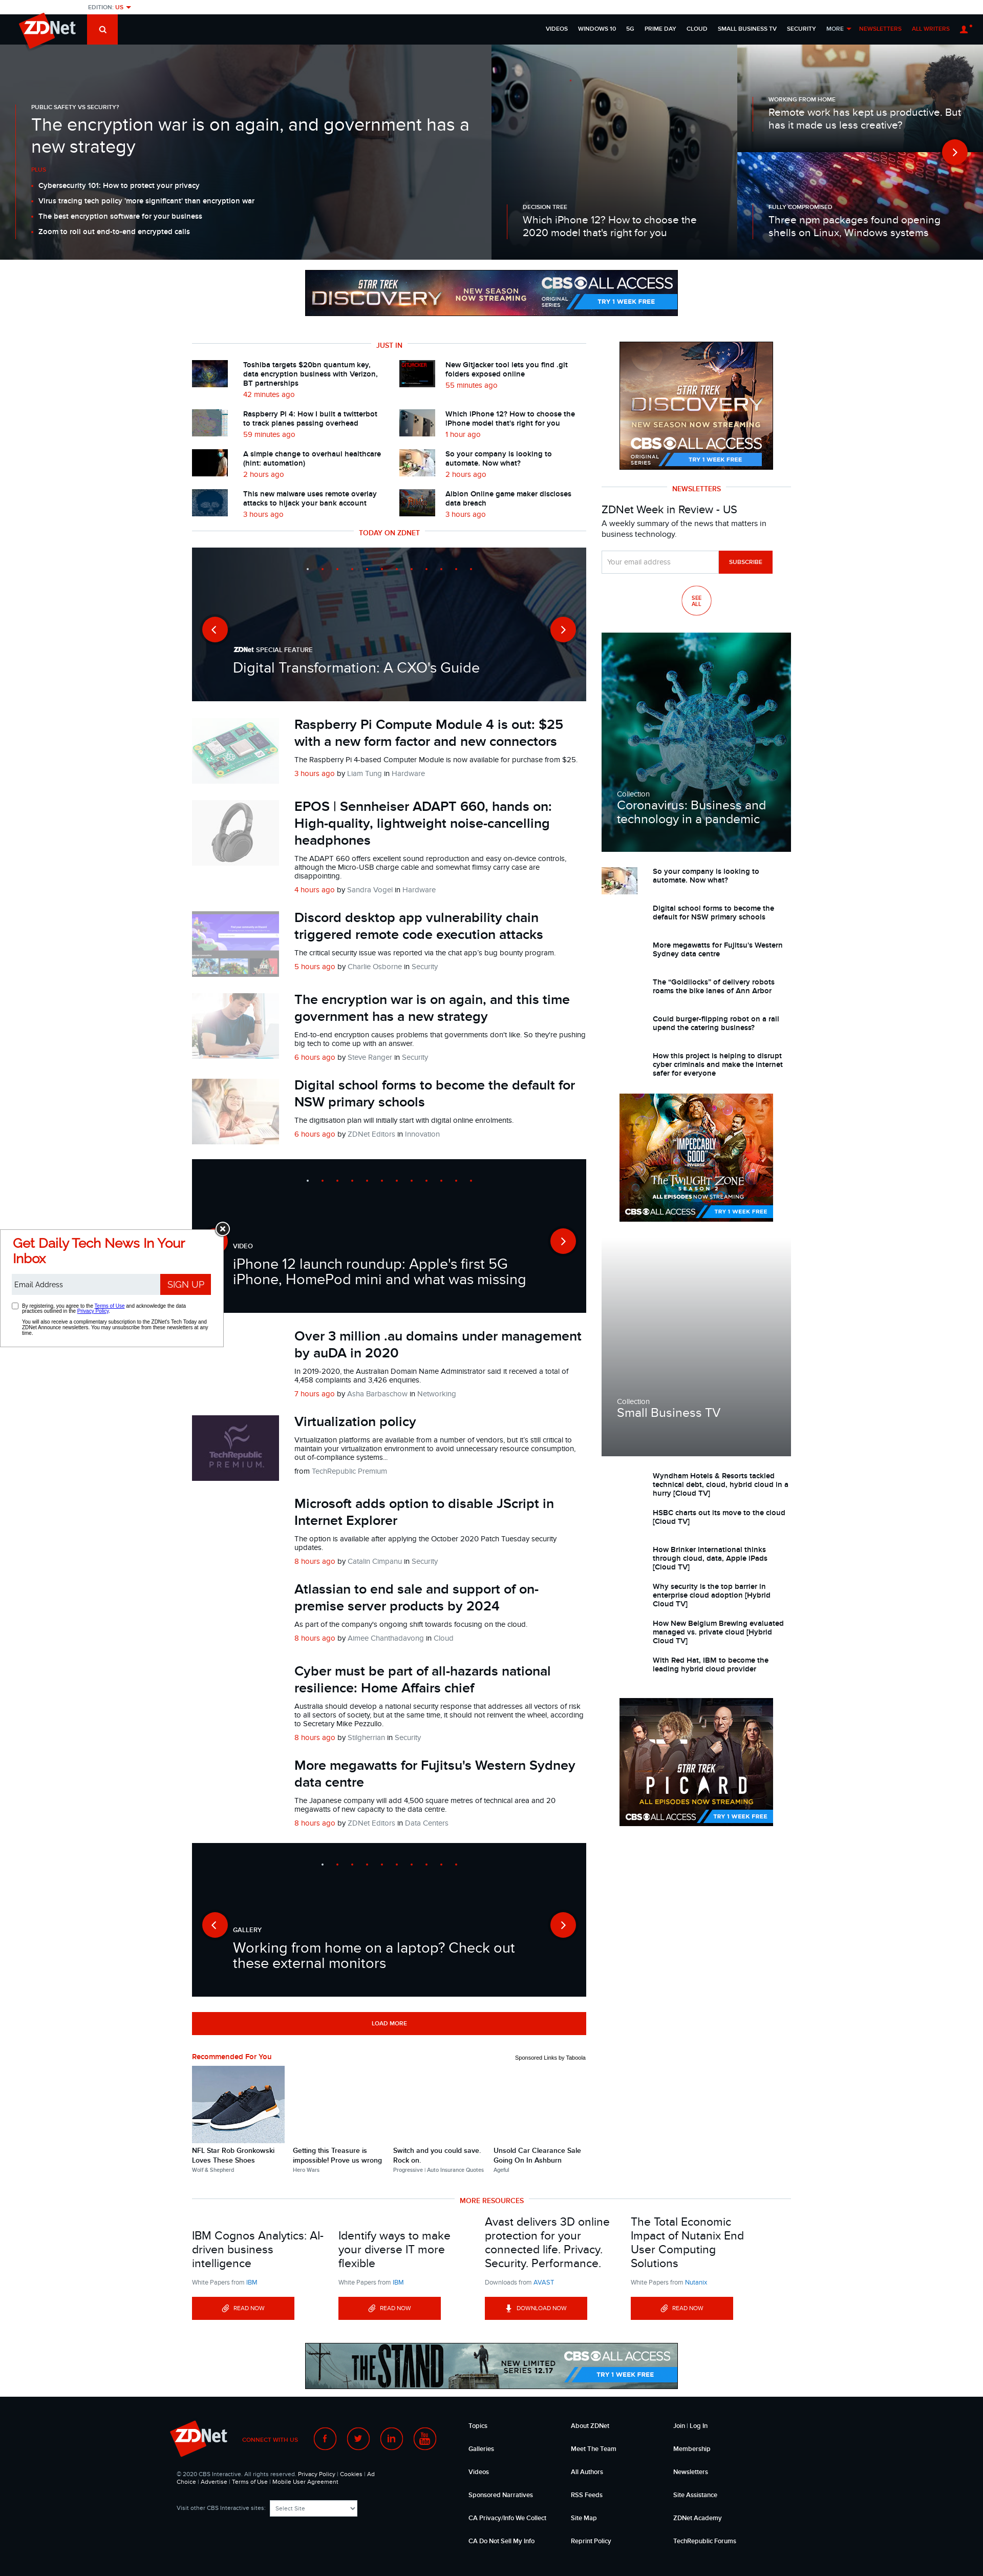 EDITION: US
ZDNet
VIDEOS WINDOWS 10 5G PRIME DAY CLOUD SMALL BUSINESS TV SECURITY MORE NEWSLETTERS ALL WRITERS
PUBLIC SAFETY VS SECURITY?
The encryption war is on again, and government has a
new strategy
PLUS
Cybersecurity 101: How to protect your privacy
Virus tracing tech policy 'more significant' than encryption war
The best encryption software for your business
Zoom to roll out end-to-end encrypted calls
DECISION TREE
Which iPhone 12? How to choose the
2020 model that's right for you
WORKING FROM HOME
Remote work has kept us productive. But
has it made us less creative?
FULLY COMPROMISED
Three npm packages found opening
shells on Linux, Windows systems
STAR TREK
DISCOVERY
NEW SEASON
NOW STREAMING
CBS ALL ACCESS
ORIGINAL
SERIES
TRY 1 WEEK FREE
JUST IN
Toshiba targets $20bn quantum key,
data encryption business with Verizon,
BT partnerships
42 minutes ago
New Gitjacker tool lets you find .git
folders exposed online
55 minutes ago
Raspberry Pi 4: How I built a twitterbot
to track planes passing overhead
59 minutes ago
Which iPhone 12? How to choose the
iPhone model that's right for you
1 hour ago
A simple change to overhaul healthcare
(hint: automation)
2 hours ago
So your company is looking to
automate. Now what?
2 hours ago
This new malware uses remote overlay
attacks to hijack your bank account
3 hours ago
Albion Online game maker discloses
data breach
3 hours ago
TODAY ON ZDNET
ZDNet SPECIAL FEATURE
Digital Transformation: A CXO's Guide
Raspberry Pi Compute Module 4 is out: $25
with a new form factor and new connectors
The Raspberry Pi 4-based Computer Module is now available for purchase from $25.
3 hours ago by Liam Tung in Hardware
EPOS | Sennheiser ADAPT 660, hands on:
High-quality, lightweight noise-cancelling
headphones
The ADAPT 660 offers excellent sound reproduction and easy on-device controls,
although the Micro-USB charge cable and somewhat flimsy carry case are
disappointing.
4 hours ago by Sandra Vogel in Hardware
Discord desktop app vulnerability chain
triggered remote code execution attacks
The critical security issue was reported via the chat app's bug bounty program.
5 hours ago by Charlie Osborne in Security
The encryption war is on again, and this time
government has a new strategy
End-to-end encryption causes problems that governments don't like. So they're pushing
big tech to come up with an answer.
6 hours ago by Steve Ranger in Security
Digital school forms to become the default for
NSW primary schools
The digitisation plan will initially start with digital online enrolments.
6 hours ago by ZDNet Editors in Innovation
VIDEO
iPhone 12 launch roundup: Apple's first 5G
iPhone, HomePod mini and what was missing
Over 3 million .au domains under management
by auDA in 2020
In 2019-2020, the Australian Domain Name Administrator said it received a total of
4,458 complaints and 3,426 enquiries.
7 hours ago by Asha Barbaschow in Networking
TechRepublic
PREMIUM
Virtualization policy
Virtualization platforms are available from a number of vendors, but it's still critical to
maintain your virtualization environment to avoid unnecessary resource consumption,
out of-compliance systems...
from TechRepublic Premium
Microsoft adds option to disable JScript in
Internet Explorer
The option is available after applying the October 2020 Patch Tuesday security
updates.
8 hours ago by Catalin Cimpanu in Security
Atlassian to end sale and support of on-
premise server products by 2024
As part of the company's ongoing shift towards focusing on the cloud.
8 hours ago by Aimee Chanthadavong in Cloud
Cyber must be part of all-hazards national
resilience: Home Affairs chief
Australia should develop a national security response that addresses all vectors of risk
to all sectors of society, but at the same time, it should not reinvent the wheel, according
to Secretary Mike Pezzullo.
8 hours ago by Stilgherrian in Security
More megawatts for Fujitsu's Western Sydney
data centre
The Japanese company will add 4,500 square metres of technical area and 20
megawatts of new capacity to the data centre.
8 hours ago by ZDNet Editors in Data Centers
GALLERY
Working from home on a laptop? Check out
these external monitors
LOAD MORE
STAR TREK
DISCOVERY
NEW SEASON NOW STREAMING
CBS ALL ACCESS
ORIGINAL
SERIES
TRY 1 WEEK FREE
NEWSLETTERS
ZDNet Week in Review - US
A weekly summary of the news that matters in
business technology.
Your email address
SUBSCRIBE
SEE
ALL
Collection
Coronavirus: Business and
technology in a pandemic
So your company is looking to
automate. Now what?
Digital school forms to become the
default for NSW primary schools
More megawatts for Fujitsu's Western
Sydney data centre
The "Goldilocks" of delivery robots
roams the bike lanes of Ann Arbor
Could burger-flipping robot on a rail
upend the catering business?
How this project is helping to disrupt
cyber criminals and make the internet
safer for everyone
IMPECCABLY
GOOD
THE TWILIGHT ZONE
SEASON 2
ALL EPISODES NOW STREAMING
CBS ALL ACCESS
TRY 1 WEEK FREE
Collection
Small Business TV
Wyndham Hotels & Resorts tackled
technical debt, cloud, hybrid cloud in a
hurry [Cloud TV]
HSBC charts out its move to the cloud
[Cloud TV]
How Brinker International thinks
through cloud, data, Apple iPads
[Cloud TV]
Why security is the top barrier in
enterprise cloud adoption [Hybrid
Cloud TV]
How New Belgium Brewing evaluated
managed vs. private cloud [Hybrid
Cloud TV]
With Red Hat, IBM to become the
leading hybrid cloud provider
STAR TREK
PICARD
ALL EPISODES NOW STREAMING
CBS ALL ACCESS
TRY 1 WEEK FREE
Get Daily Tech News In Your
Inbox
Email Address
SIGN UP
By registering, you agree to the Terms of Use and acknowledge the data
practices outlined in the Privacy Policy.
You will also receive a complimentary subscription to the ZDNet's Tech Today and
ZDNet Announce newsletters. You may unsubscribe from these newsletters at any
time.
Recommended For You
Sponsored Links by Taboola
NFL Star Rob Gronkowski
Loves These Shoes
Wolf & Shepherd
Getting this Treasure is
impossible! Prove us wrong
Hero Wars
Switch and you could save.
Rock on.
Progressive | Auto Insurance Quotes
Unsold Car Clearance Sale
Going On In Ashburn
Ageful
MORE RESOURCES
IBM Cognos Analytics: AI-
driven business
intelligence
White Papers from IBM
READ NOW
Identify ways to make
your diverse IT more
flexible
White Papers from IBM
READ NOW
Avast delivers 3D online
protection for your
connected life. Privacy.
Security. Performance.
Downloads from AVAST
DOWNLOAD NOW
The Total Economic
Impact of Nutanix End
User Computing
Solutions
White Papers from Nutanix
READ NOW
THE STAND
NEW LIMITED
SERIES 12.17
CBS ALL ACCESS
TRY 1 WEEK FREE
ZDNet
CONNECT WITH US
© 2020 CBS Interactive. All rights reserved. Privacy Policy | Cookies | Ad
Choice | Advertise | Terms of Use | Mobile User Agreement
Visit other CBS Interactive sites: Select Site
Topics
Galleries
Videos
Sponsored Narratives
CA Privacy/Info We Collect
CA Do Not Sell My Info
About ZDNet
Meet The Team
All Authors
RSS Feeds
Site Map
Reprint Policy
Join | Log In
Membership
Newsletters
Site Assistance
ZDNet Academy
TechRepublic Forums